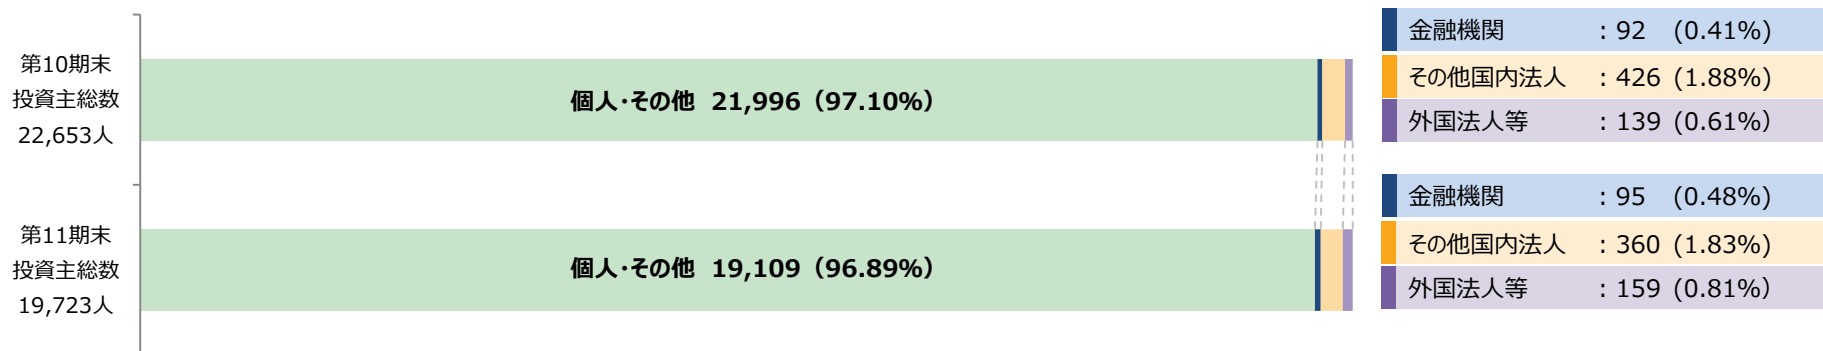 第10期末
投資主総数
22,653人
個人・その他 21,996（97.10%）
金融機関 ：92 (0.41%)
その他国内法人 ：426 (1.88%)
外国法人等 ：139 (0.61%）
第11期末
投資主総数
19,723人
個人・その他 19,109（96.89%）
金融機関 ：95 (0.48%)
その他国内法人 ：360 (1.83%)
外国法人等 ：159 (0.81%）